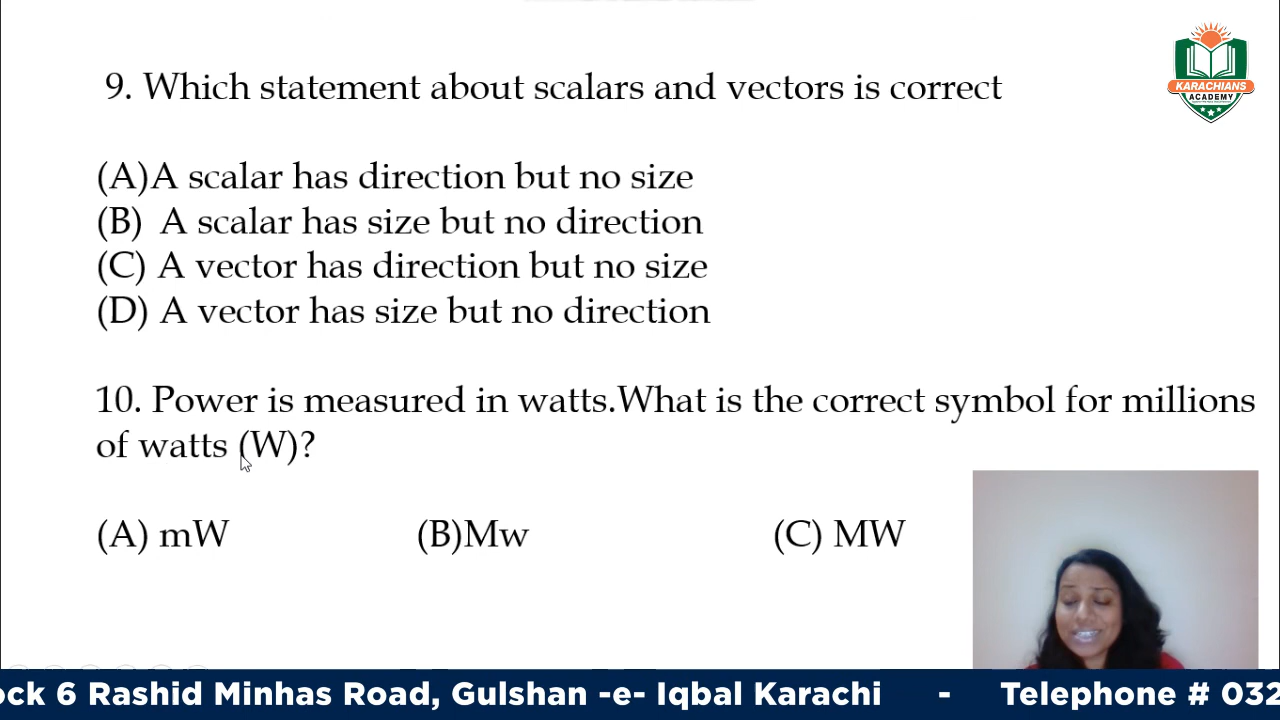 9. Which statement about scalars and vectors is correct
KARACHIANS
ACADEMY
(A)A scalar has direction but no size
(B) A scalar has size but no direction
(C) A vector has direction but no size
(D) A vector has size but no direction
10. Power is measured in watts.What is the correct symbol for millions
of watts (W)?
(A) mW (B)Mw (C) MW
ock 6 Rashid Minhas Road, Gulshan -e- Iqbal Karachi - Telephone # 032